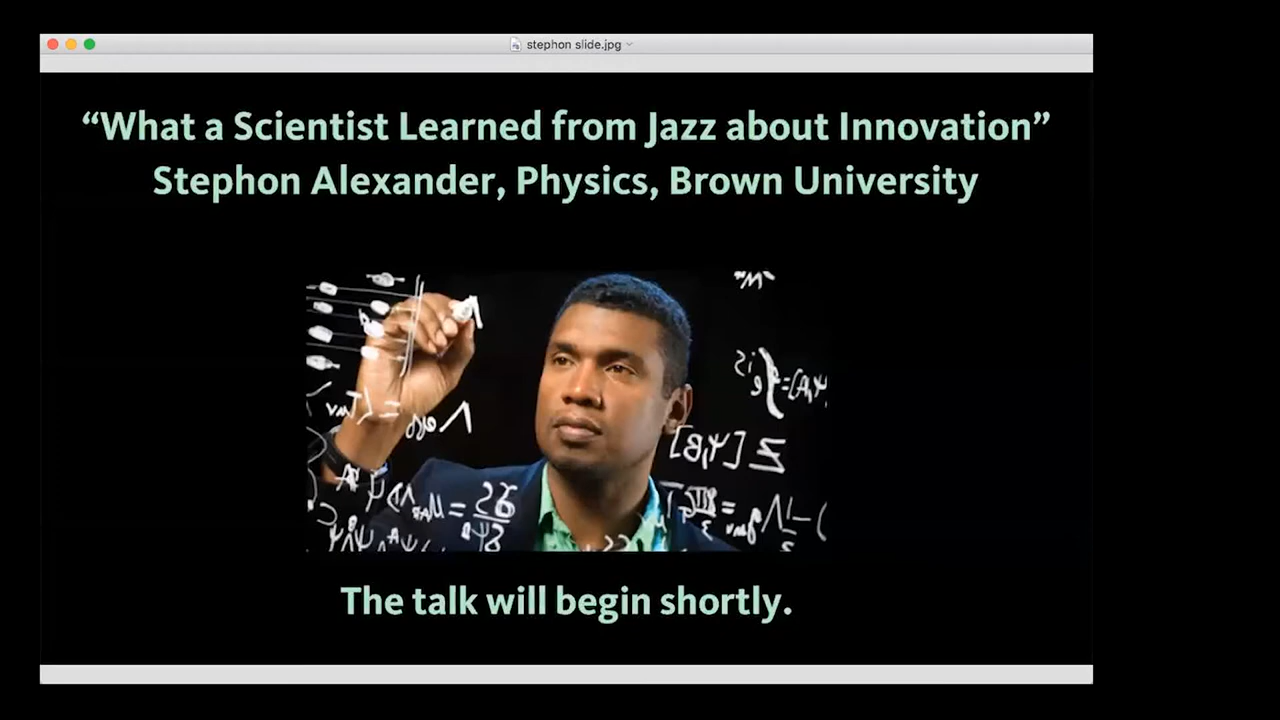 stephon slide.jpg
“What a Scientist Learned from Jazz about Innovation”
Stephon Alexander, Physics, Brown University
The talk will begin shortly.